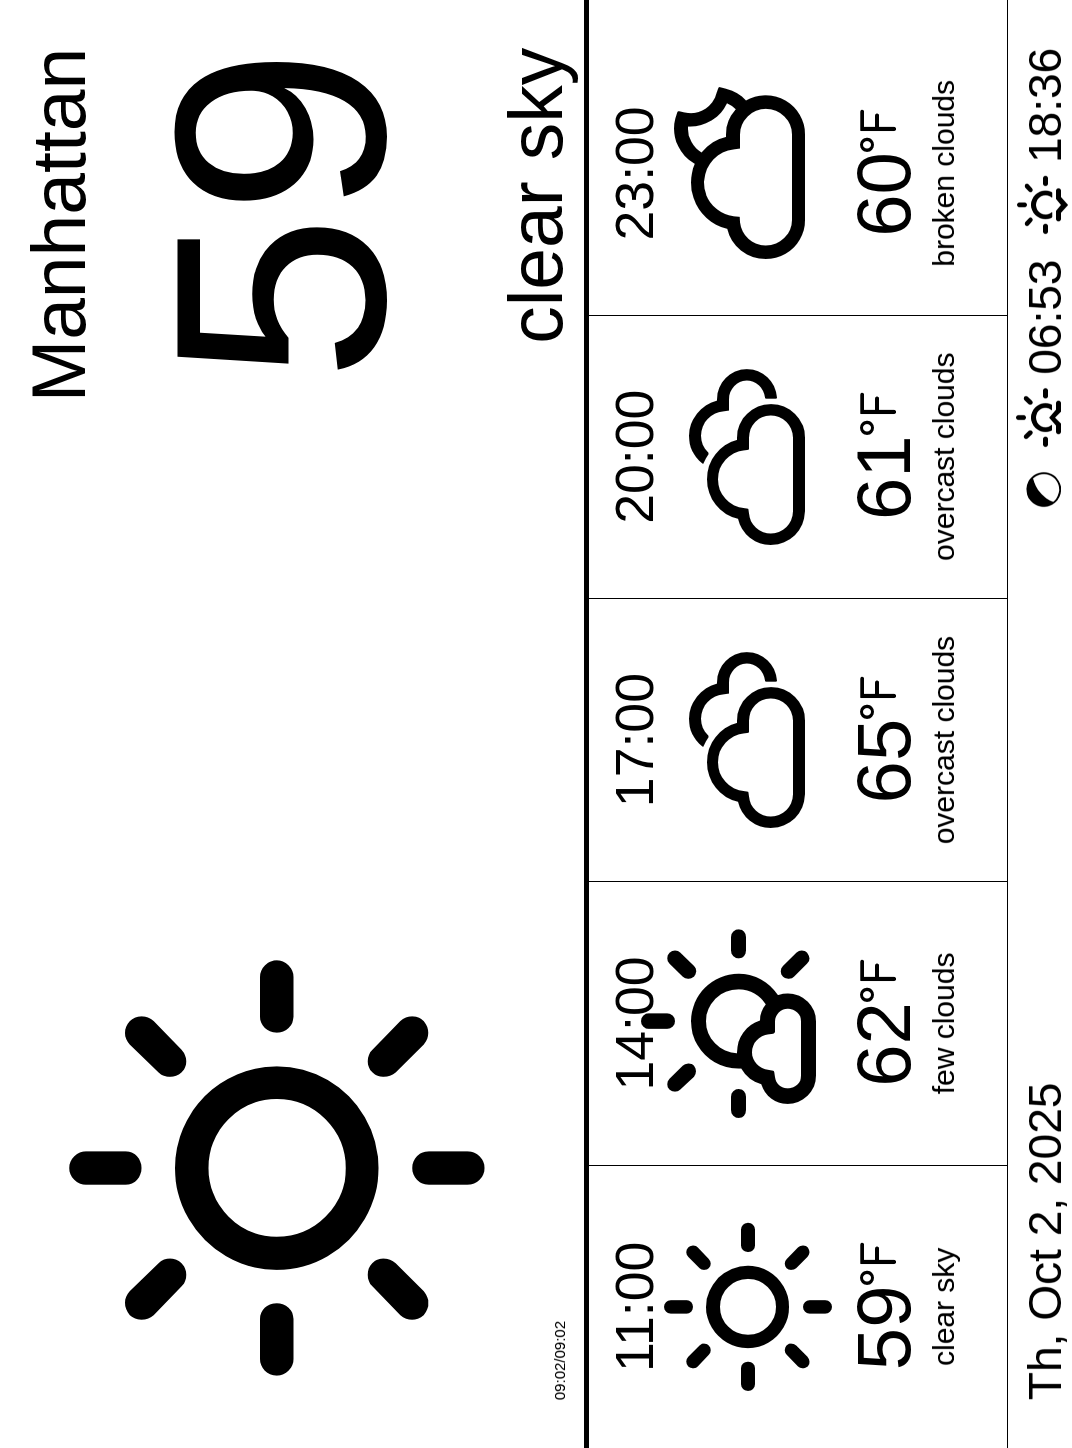 Manhattan
59
clear sky
09:02/09:02
11:00
59°F
clear sky
14:00
62°F
few clouds
17:00
65°F
overcast clouds
20:00
61°F
overcast clouds
23:00
60°F
broken clouds
Th, Oct 2, 2025
06:53 18:36